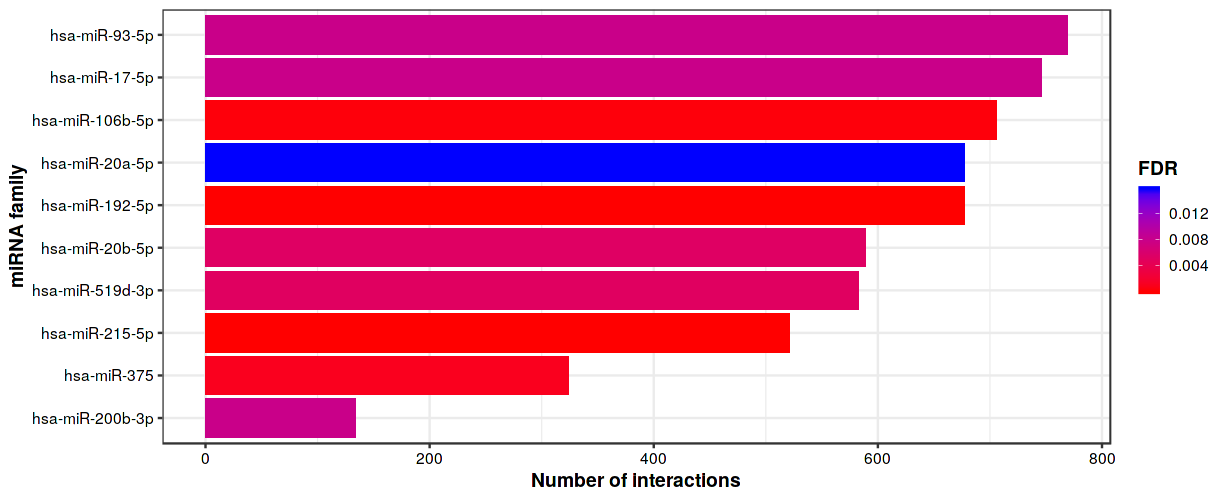 hsa-miR-93-5p
hsa-miR-17-5p
hsa-miR-106b-5p
hsa-miR-20a-5p
hsa-miR-192-5p
hsa-miR-20b-5p
hsa-miR-519d-3p
hsa-miR-215-5p
hsa-miR-375
hsa-miR-200b-3p
miRNA family
0 200 400 600 800
Number of interactions
FDR
0.012
0.008
0.004